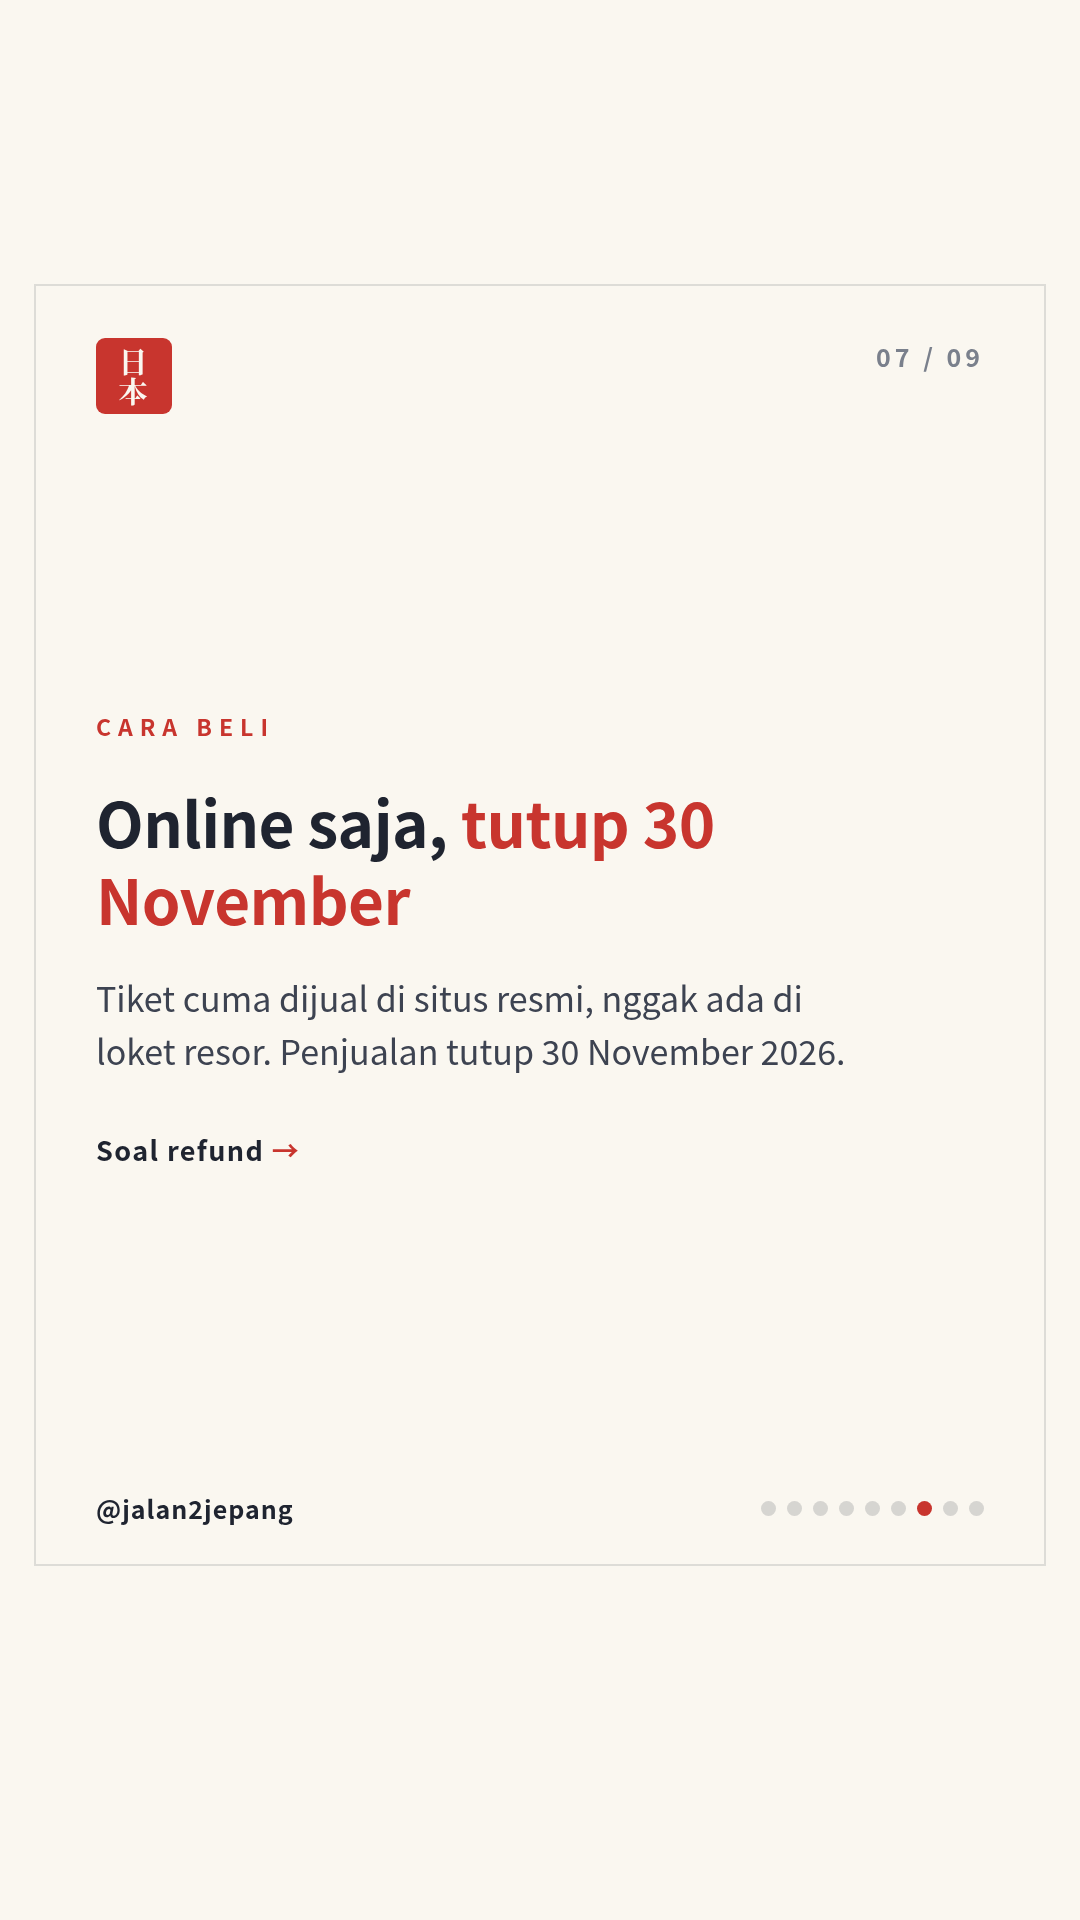 日本
07 / 09
CARA BELI
Online saja, tutup 30
November
Tiket cuma dijual di situs resmi, nggak ada di
loket resor. Penjualan tutup 30 November 2026.
Soal refund →
@jalan2jepang